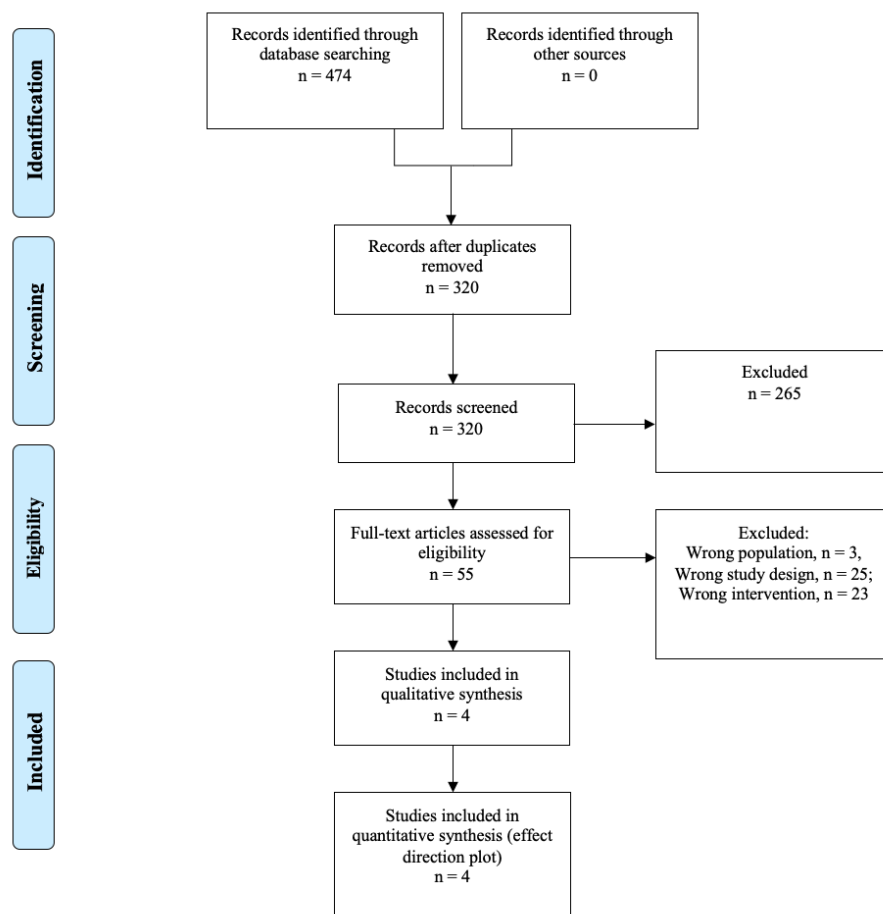 Identification
Records identified through
database searching
n = 474
Records identified through
other sources
n = 0
Screening
Records after duplicates
removed
n = 320
Records screened
n = 320
Excluded
n = 265
Eligibility
Full-text articles assessed for
eligibility
n = 55
Excluded:
Wrong population, n = 3,
Wrong study design, n = 25;
Wrong intervention, n = 23
Included
Studies included in
qualitative synthesis
n = 4
Studies included in
quantitative synthesis (effect
direction plot)
n = 4